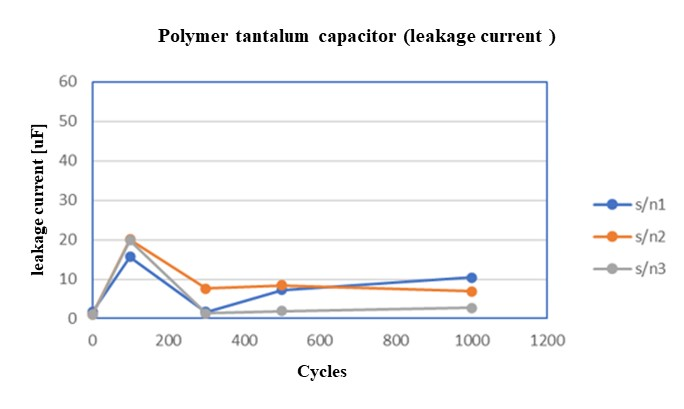 Polymer tantalum capacitor (leakage current )
60
50
40
30
20
10
0
leakage current [uF]
0 200 400 600 800 1000 1200
Cycles
s/n1
s/n2
s/n3